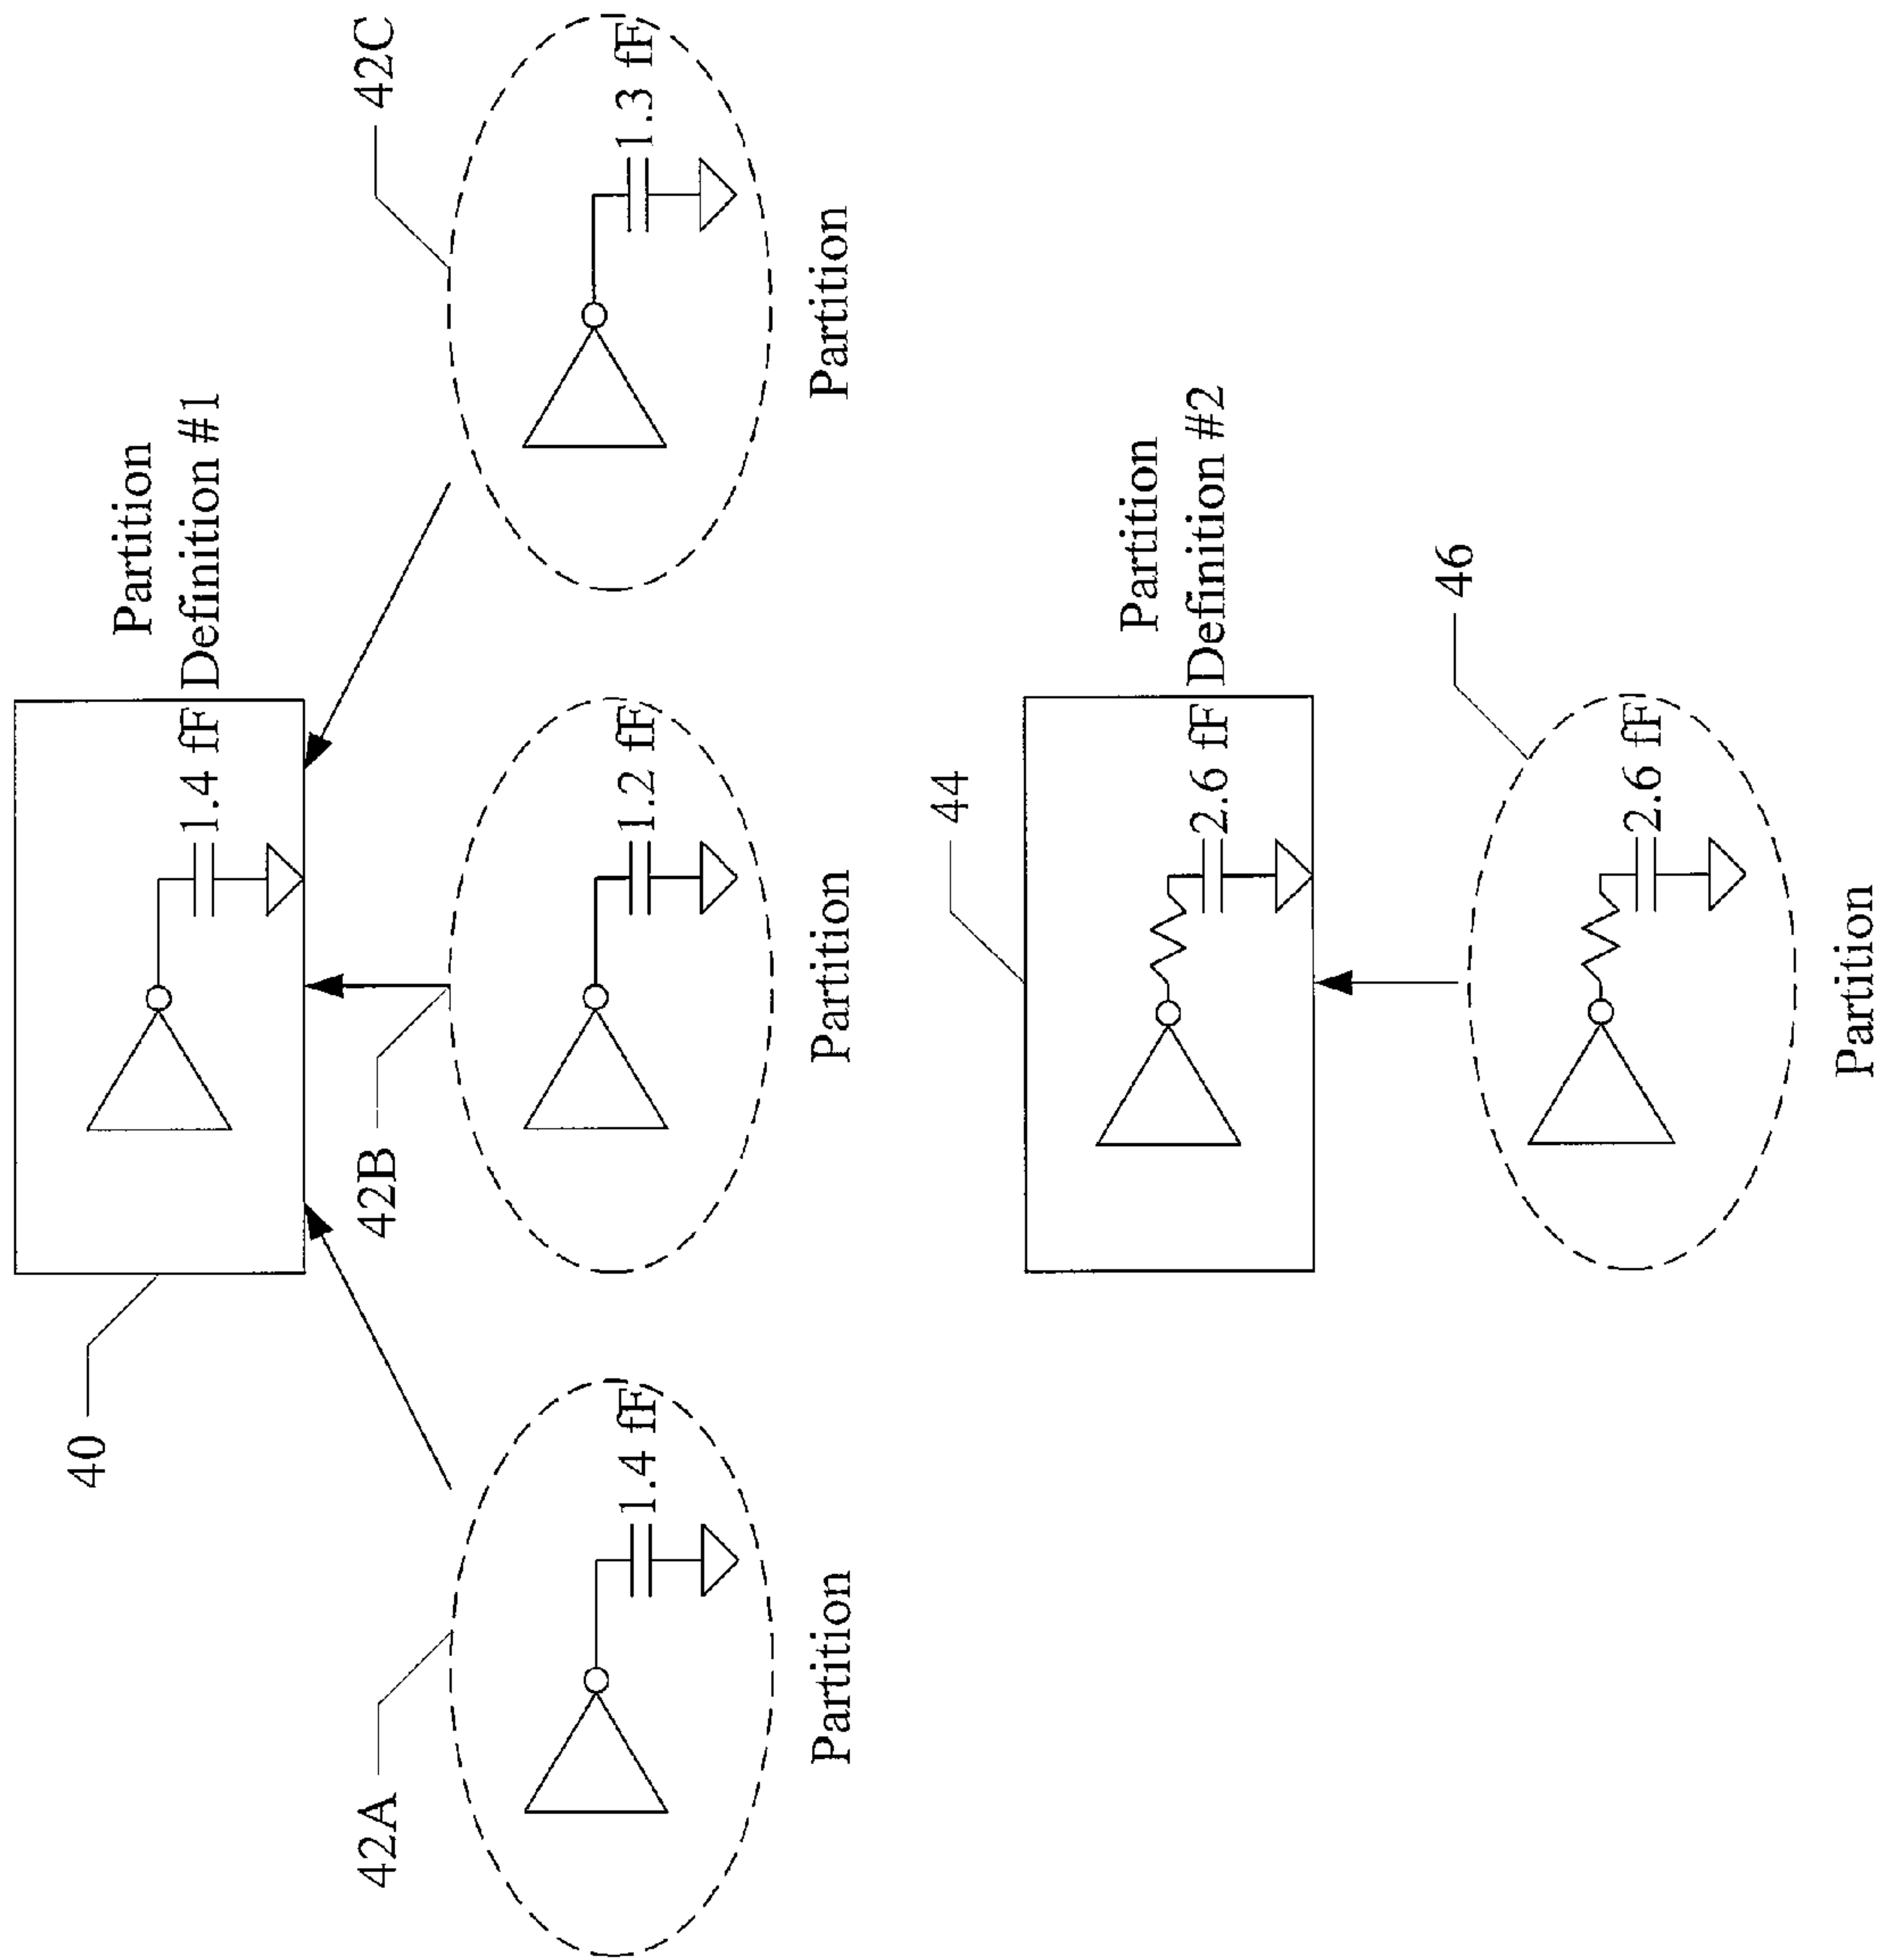 40
Partition
1.4 fF Definition #1
42A
42B
42C
1.4 fF
1.2 fF
1.3 fF
Partition
Partition
Partition
44
Partition
2.6 fF Definition #2
46
2.6 fF
Partition